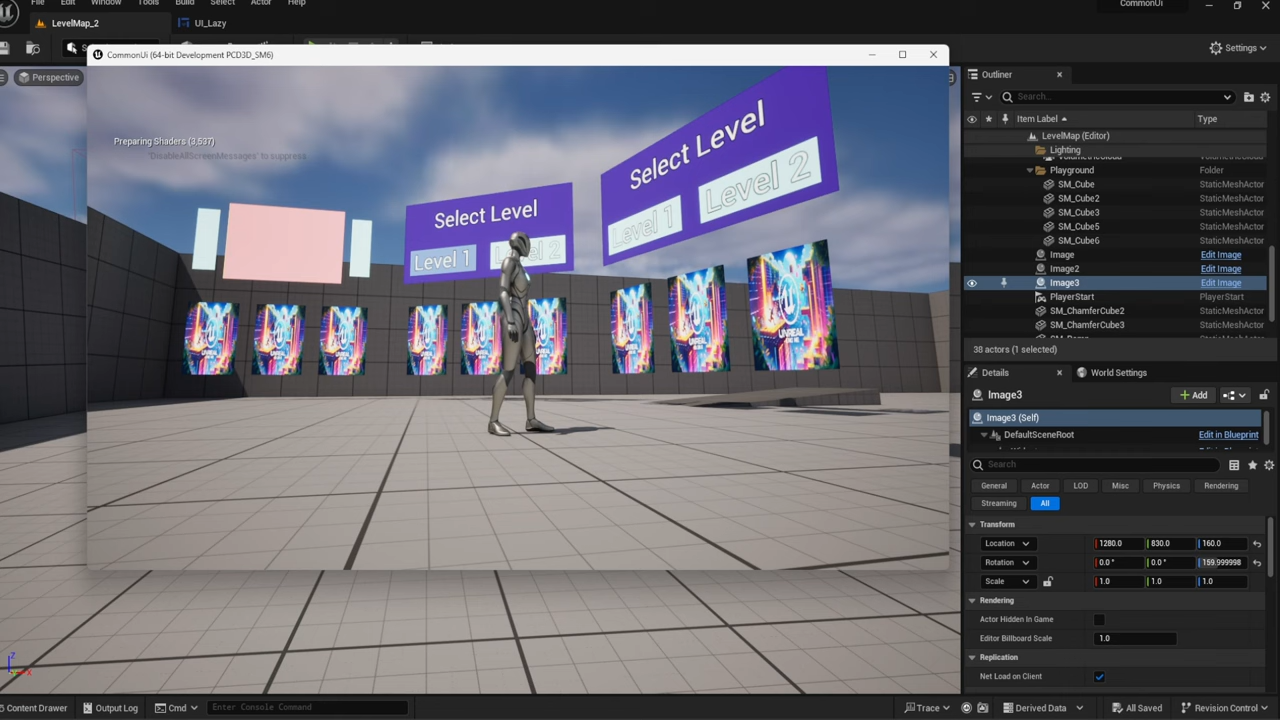 File Edit Window Tools Build Select Actor Help
CommonUi
LevelMap_2 UI_Lazy
Settings
CommonUi (64-bit Development PCD3D_SM6)
Perspective
Preparing Shaders (3,537)
'DisableAllScreenMessages' to suppress
Select Level
Level 1
Select Level
Level 1 Level 2
UNREAL
Outliner
Search...
Item Label Type
LevelMap (Editor)
Lighting
Playground Folder
SM_Cube StaticMeshActor
SM_Cube2 StaticMeshActor
SM_Cube3 StaticMeshActor
SM_Cube5 StaticMeshActor
SM_Cube6 StaticMeshActor
Image Edit Image
Image2 Edit Image
Image3 Edit Image
PlayerStart PlayerStart
SM_ChamferCube2 StaticMeshActor
SM_ChamferCube3 StaticMeshActor
38 actors (1 selected)
Details World Settings
Image3 Add
Image3 (Self)
DefaultSceneRoot Edit in Blueprint
Search
General Actor LOD Misc Physics Rendering
Streaming All
Transform
Location 1280.0 830.0 160.0
Rotation 0.0 ° 0.0 ° 159.999998
Scale 1.0 1.0 1.0
Rendering
Actor Hidden In Game
Editor Billboard Scale 1.0
Replication
Net Load on Client
Z
X
Content Drawer Output Log Cmd Enter Console Command Trace Derived Data All Saved Revision Control